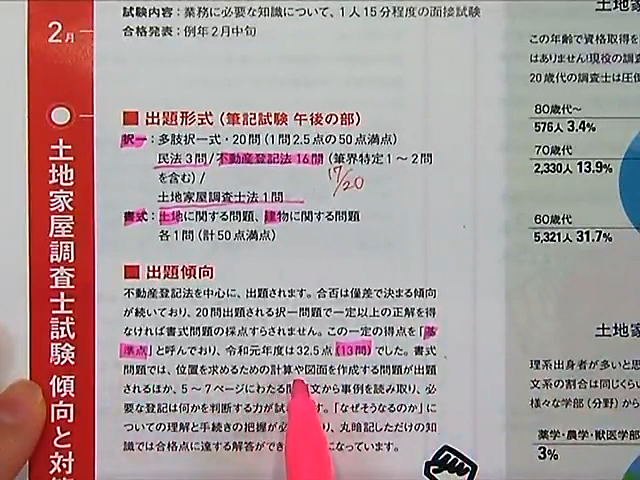 試験内容：業務に必要な知識について、1人15分程度の面接試験
合格発表：例年2月中旬
2月
土地家屋調査士試験 傾向と対策
■ 出題形式（筆記試験 午後の部）
択一：多肢択一式・20問（1問2.5点の50点満点）
民法3問/不動産登記法16問（筆界特定1～2問
を含む）/
17/20
土地家屋調査士法1問
書式：土地に関する問題、建物に関する問題
各1問（計50点満点）
■ 出題傾向
不動産登記法を中心に、出題されます。合否は僅差で決まる傾向
が続いており、20問出題される択一問題で一定以上の正解を得
なければ書式問題の採点すらされません。この一定の得点を「基
準点」と呼んでおり、令和元年度は32.5点（13問）でした。書式
問題では、位置を求めるための計算や図面を作成する問題が出題
されるほか、5～7ページにわたる問 文から事例を読み取り、必
要な登記は何かを判断する力が試 す。「なぜそうなるのか」に
ついての理解と手続きの把握が必 り、丸暗記しただけの知
識では合格点に達する解答ができ になっています。
土地家
この年齢で資格取得を
はありません!現役の調査
20歳代の調査士は圧倒
80歳代～
576人 3.4%
70歳代
2,330人 13.9%
60歳代
5,321人 31.7%
土地家
理系出身者が多いと思
文系の割合は同じくら
様々な学部（分野）から
薬学・農学・獣医学部
3%